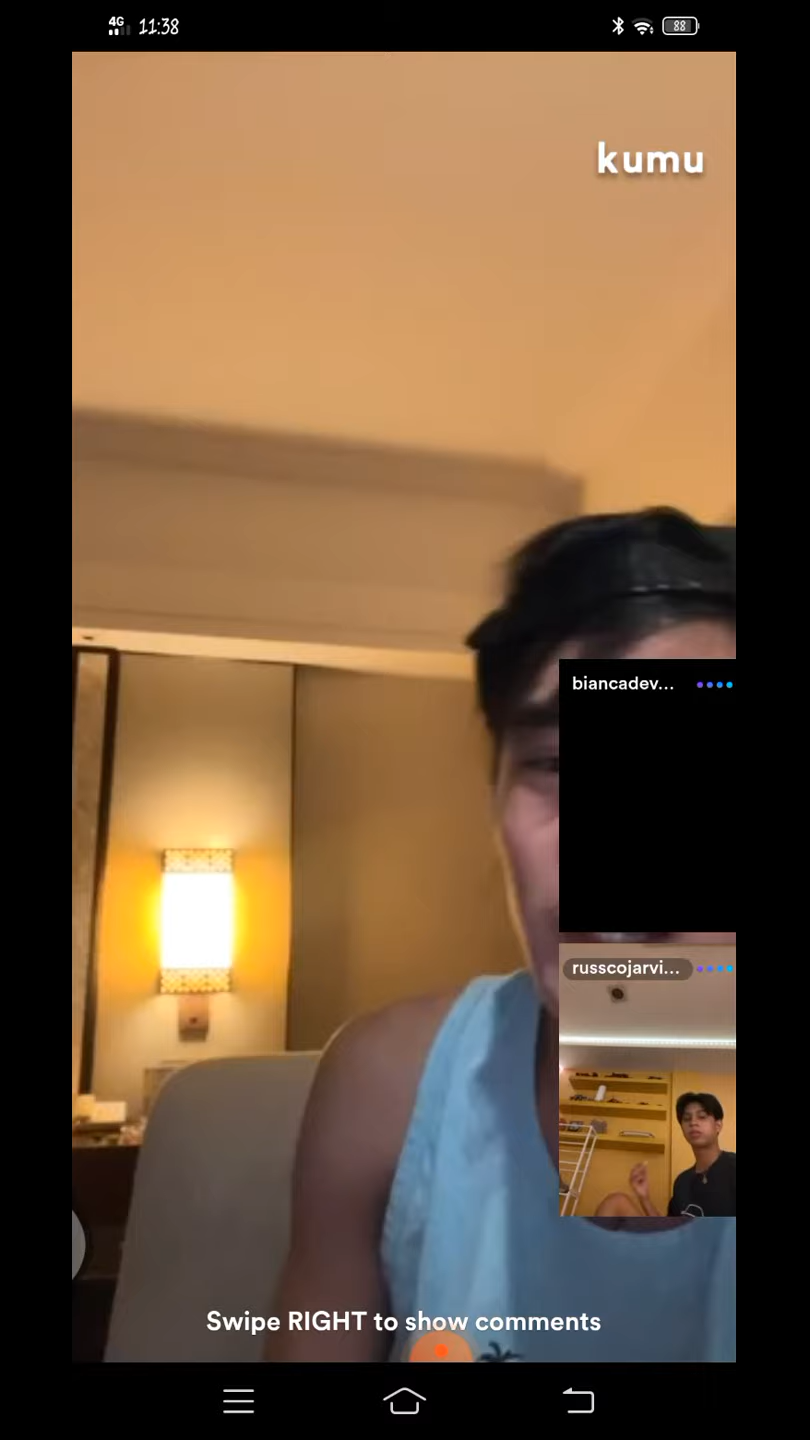 4G 11:38 88
kumu
biancadev...
russcojarvi...
Swipe RIGHT to show comments